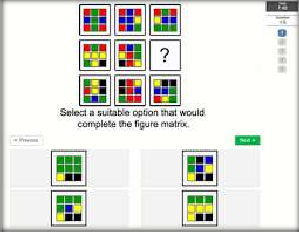 ?
Select a suitable option that would
complete the figure matrix.
< Previous
Next >